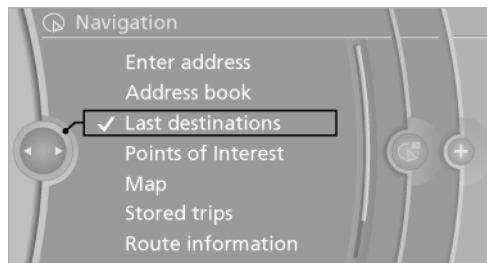 Navigation
Enter address
Address book
Last destinations
Points of Interest
Map
Stored trips
Route information